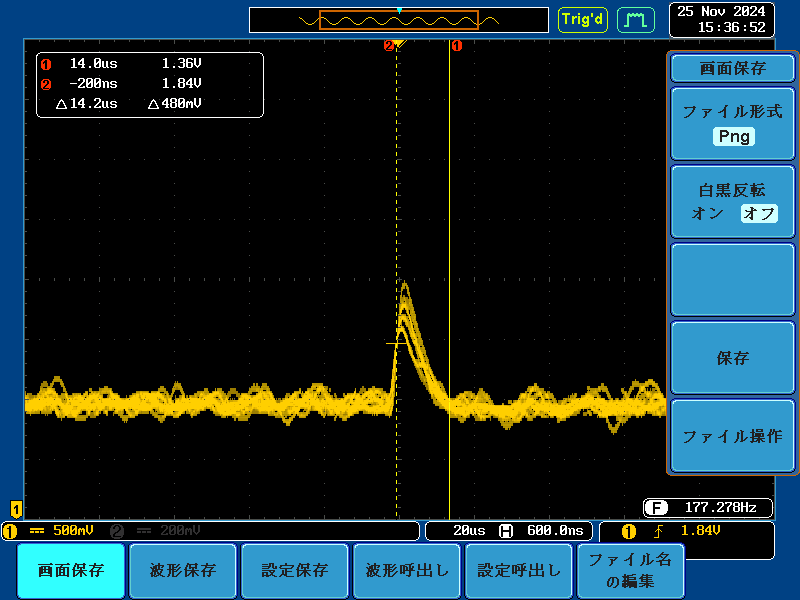 Trig'd
25 Nov 2024
15:36:52
1 14.0us 1.36V
2 -200ns 1.84V
△14.2us △480mV
2
1
画面保存
ファイル形式
Png
白黒反転
オン オフ
保存
ファイル操作
1
F 177.278Hz
1 500mV 2 200mV
20us H 600.0ns
1 1.84V
画面保存
波形保存
設定保存
波形呼出し
設定呼出し
ファイル名
の編集